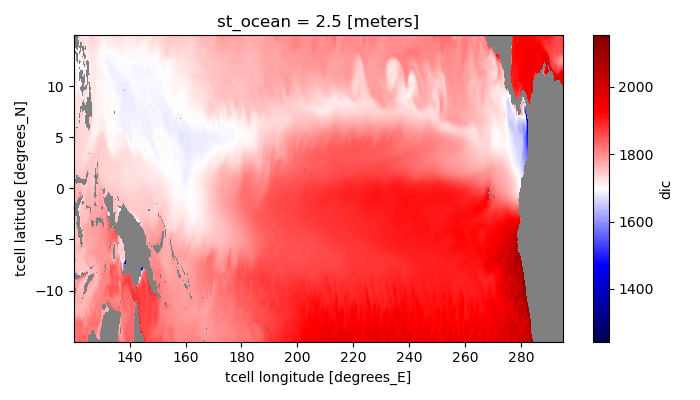 st_ocean = 2.5 [meters]
10
5
0
−5
−10
tcell latitude [degrees_N]
140 160 180 200 220 240 260 280
tcell longitude [degrees_E]
2000
1800
1600
1400
dic